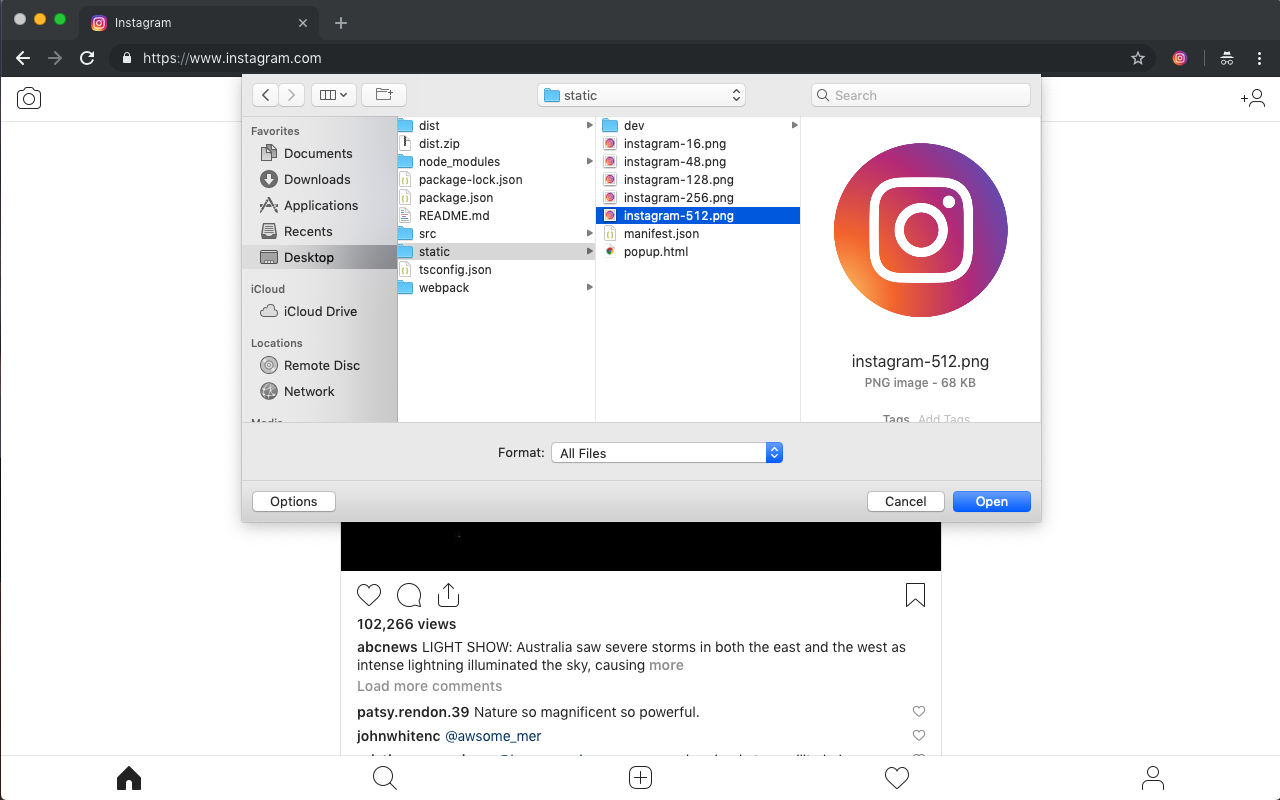 Instagram
https://www.instagram.com
static
Search
Favorites
Documents
Downloads
Applications
Recents
Desktop
iCloud
iCloud Drive
Locations
Remote Disc
Network
Media
dist
dist.zip
node_modules
package-lock.json
package.json
README.md
src
static
tsconfig.json
webpack
dev
instagram-16.png
instagram-48.png
instagram-128.png
instagram-256.png
instagram-512.png
manifest.json
popup.html
instagram-512.png
PNG image - 68 KB
Tags Add Tags
Format: All Files
Options
Cancel
Open
102,266 views
abcnews LIGHT SHOW: Australia saw severe storms in both the east and the west as
intense lightning illuminated the sky, causing more
Load more comments
patsy.rendon.39 Nature so magnificent so powerful.
johnwhitenc @awsome_mer